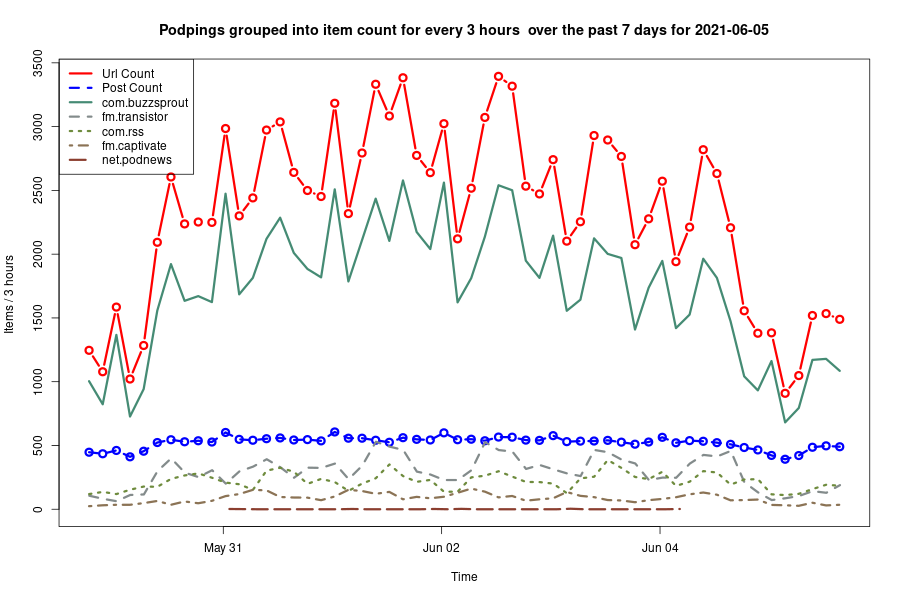 Podpings grouped into item count for every 3 hours  over the past 7 days for 2021-06-05
Url Count
Post Count
com.buzzsprout
fm.transistor
com.rss
fm.captivate
net.podnews
Items / 3 hours
3500
3000
2500
2000
1500
1000
500
0
May 31
Jun 02
Jun 04
Time